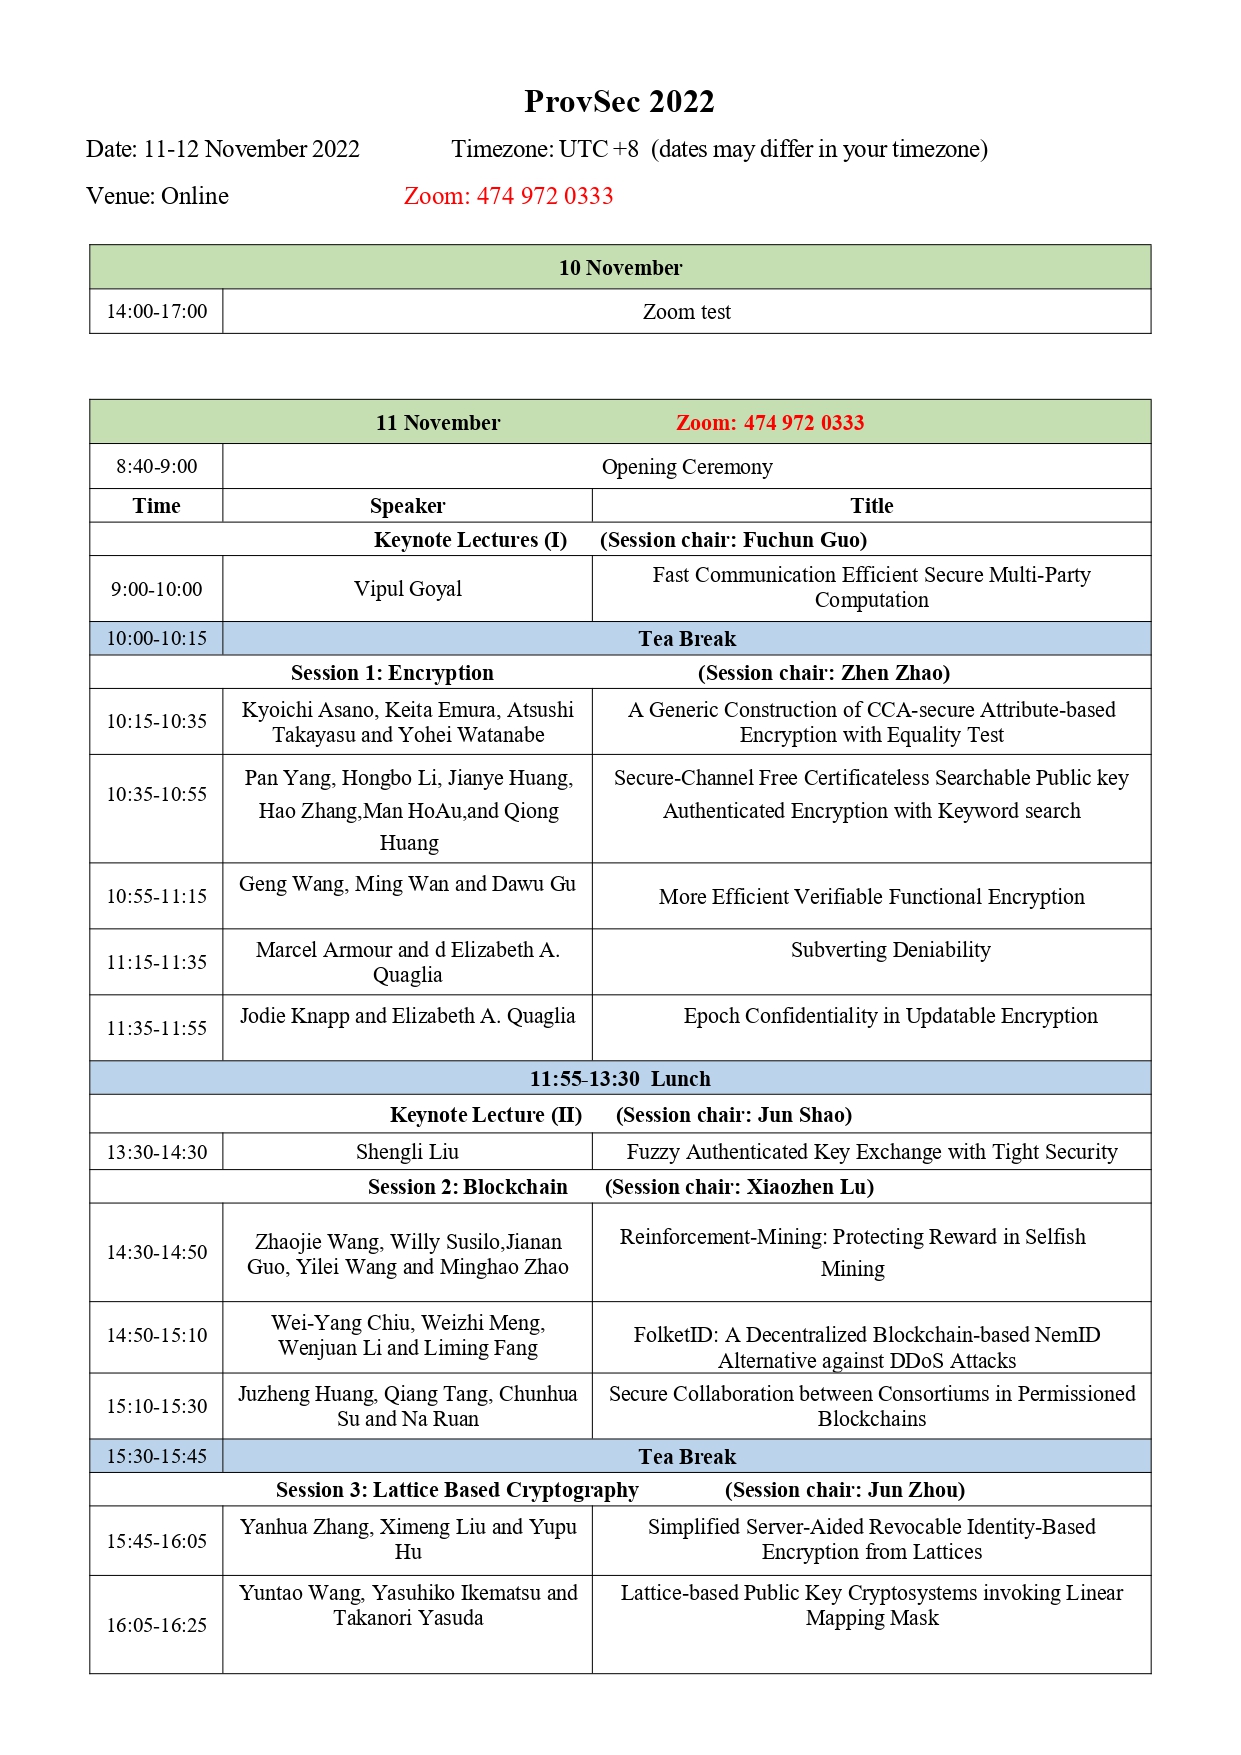 ProvSec 2022
Date: 11-12 November 2022 Timezone: UTC +8 (dates may differ in your timezone)
Venue: Online Zoom: 474 972 0333
10 November
14:00-17:00 Zoom test
11 November Zoom: 474 972 0333
8:40-9:00 Opening Ceremony
Time Speaker Title
Keynote Lectures (I) (Session chair: Fuchun Guo)
9:00-10:00 Vipul Goyal Fast Communication Efficient Secure Multi-Party
Computation
10:00-10:15 Tea Break
Session 1: Encryption (Session chair: Zhen Zhao)
10:15-10:35
Kyoichi Asano, Keita Emura, Atsushi
Takayasu and Yohei Watanabe
A Generic Construction of CCA-secure Attribute-based
Encryption with Equality Test
10:35-10:55
Pan Yang, Hongbo Li, Jianye Huang,
Hao Zhang,Man HoAu,and Qiong
Huang
Secure-Channel Free Certificateless Searchable Public key
Authenticated Encryption with Keyword search
10:55-11:15
Geng Wang, Ming Wan and Dawu Gu
More Efficient Verifiable Functional Encryption
11:15-11:35
Marcel Armour and d Elizabeth A.
Quaglia
Subverting Deniability
11:35-11:55
Jodie Knapp and Elizabeth A. Quaglia
Epoch Confidentiality in Updatable Encryption
11:55-13:30 Lunch
Keynote Lecture (II) (Session chair: Jun Shao)
13:30-14:30 Shengli Liu Fuzzy Authenticated Key Exchange with Tight Security
Session 2: Blockchain (Session chair: Xiaozhen Lu)
14:30-14:50
Zhaojie Wang, Willy Susilo,Jianan
Guo, Yilei Wang and Minghao Zhao
Reinforcement-Mining: Protecting Reward in Selfish
Mining
14:50-15:10
Wei-Yang Chiu, Weizhi Meng,
Wenjuan Li and Liming Fang
FolketID: A Decentralized Blockchain-based NemID
Alternative against DDoS Attacks
15:10-15:30
Juzheng Huang, Qiang Tang, Chunhua
Su and Na Ruan
Secure Collaboration between Consortiums in Permissioned
Blockchains
15:30-15:45 Tea Break
Session 3: Lattice Based Cryptography (Session chair: Jun Zhou)
15:45-16:05
Yanhua Zhang, Ximeng Liu and Yupu
Hu
Simplified Server-Aided Revocable Identity-Based
Encryption from Lattices
16:05-16:25
Yuntao Wang, Yasuhiko Ikematsu and
Takanori Yasuda
Lattice-based Public Key Cryptosystems invoking Linear
Mapping Mask